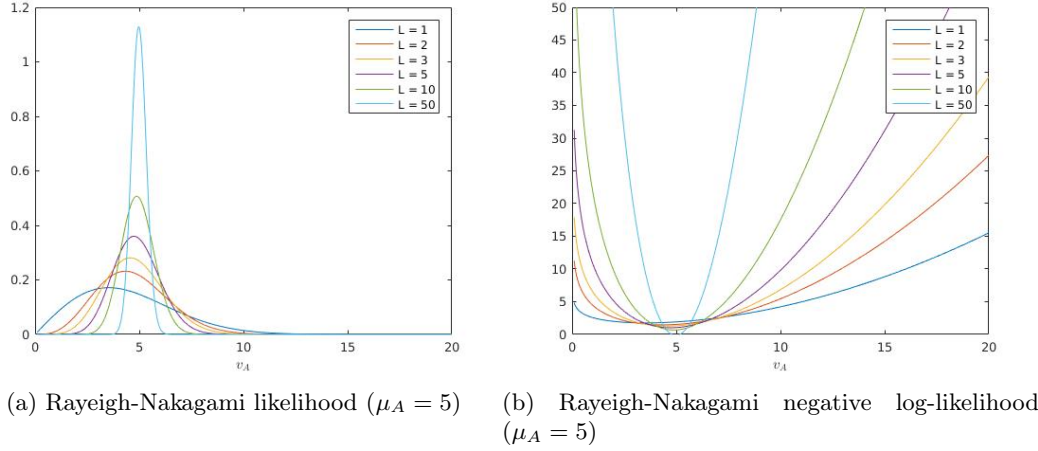 1.2
1
0.8
0.6
0.4
0.2
0
0 5 10 15 20
v_A
L = 1
L = 2
L = 3
L = 5
L = 10
L = 50
50
45
40
35
30
25
20
15
10
5
0
0 5 10 15 20
v_A
L = 1
L = 2
L = 3
L = 5
L = 10
L = 50
(a) Rayeigh-Nakagami likelihood (μ_A = 5)
(b) Rayeigh-Nakagami negative log-likelihood
(μ_A = 5)